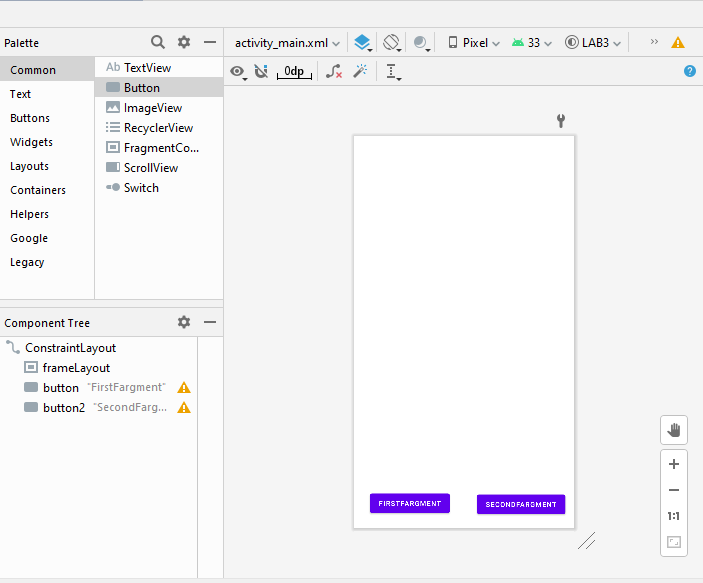 Palette
activity_main.xml
Pixel
33
LAB3
0dp
Common
Text
Buttons
Widgets
Layouts
Containers
Helpers
Google
Legacy
Ab TextView
Button
ImageView
RecyclerView
FragmentCo...
ScrollView
Switch
Component Tree
ConstraintLayout
frameLayout
button "FirstFargment"
button2 "SecondFarg...
FIRSTFARGMENT
SECONDFARGMENT
1:1